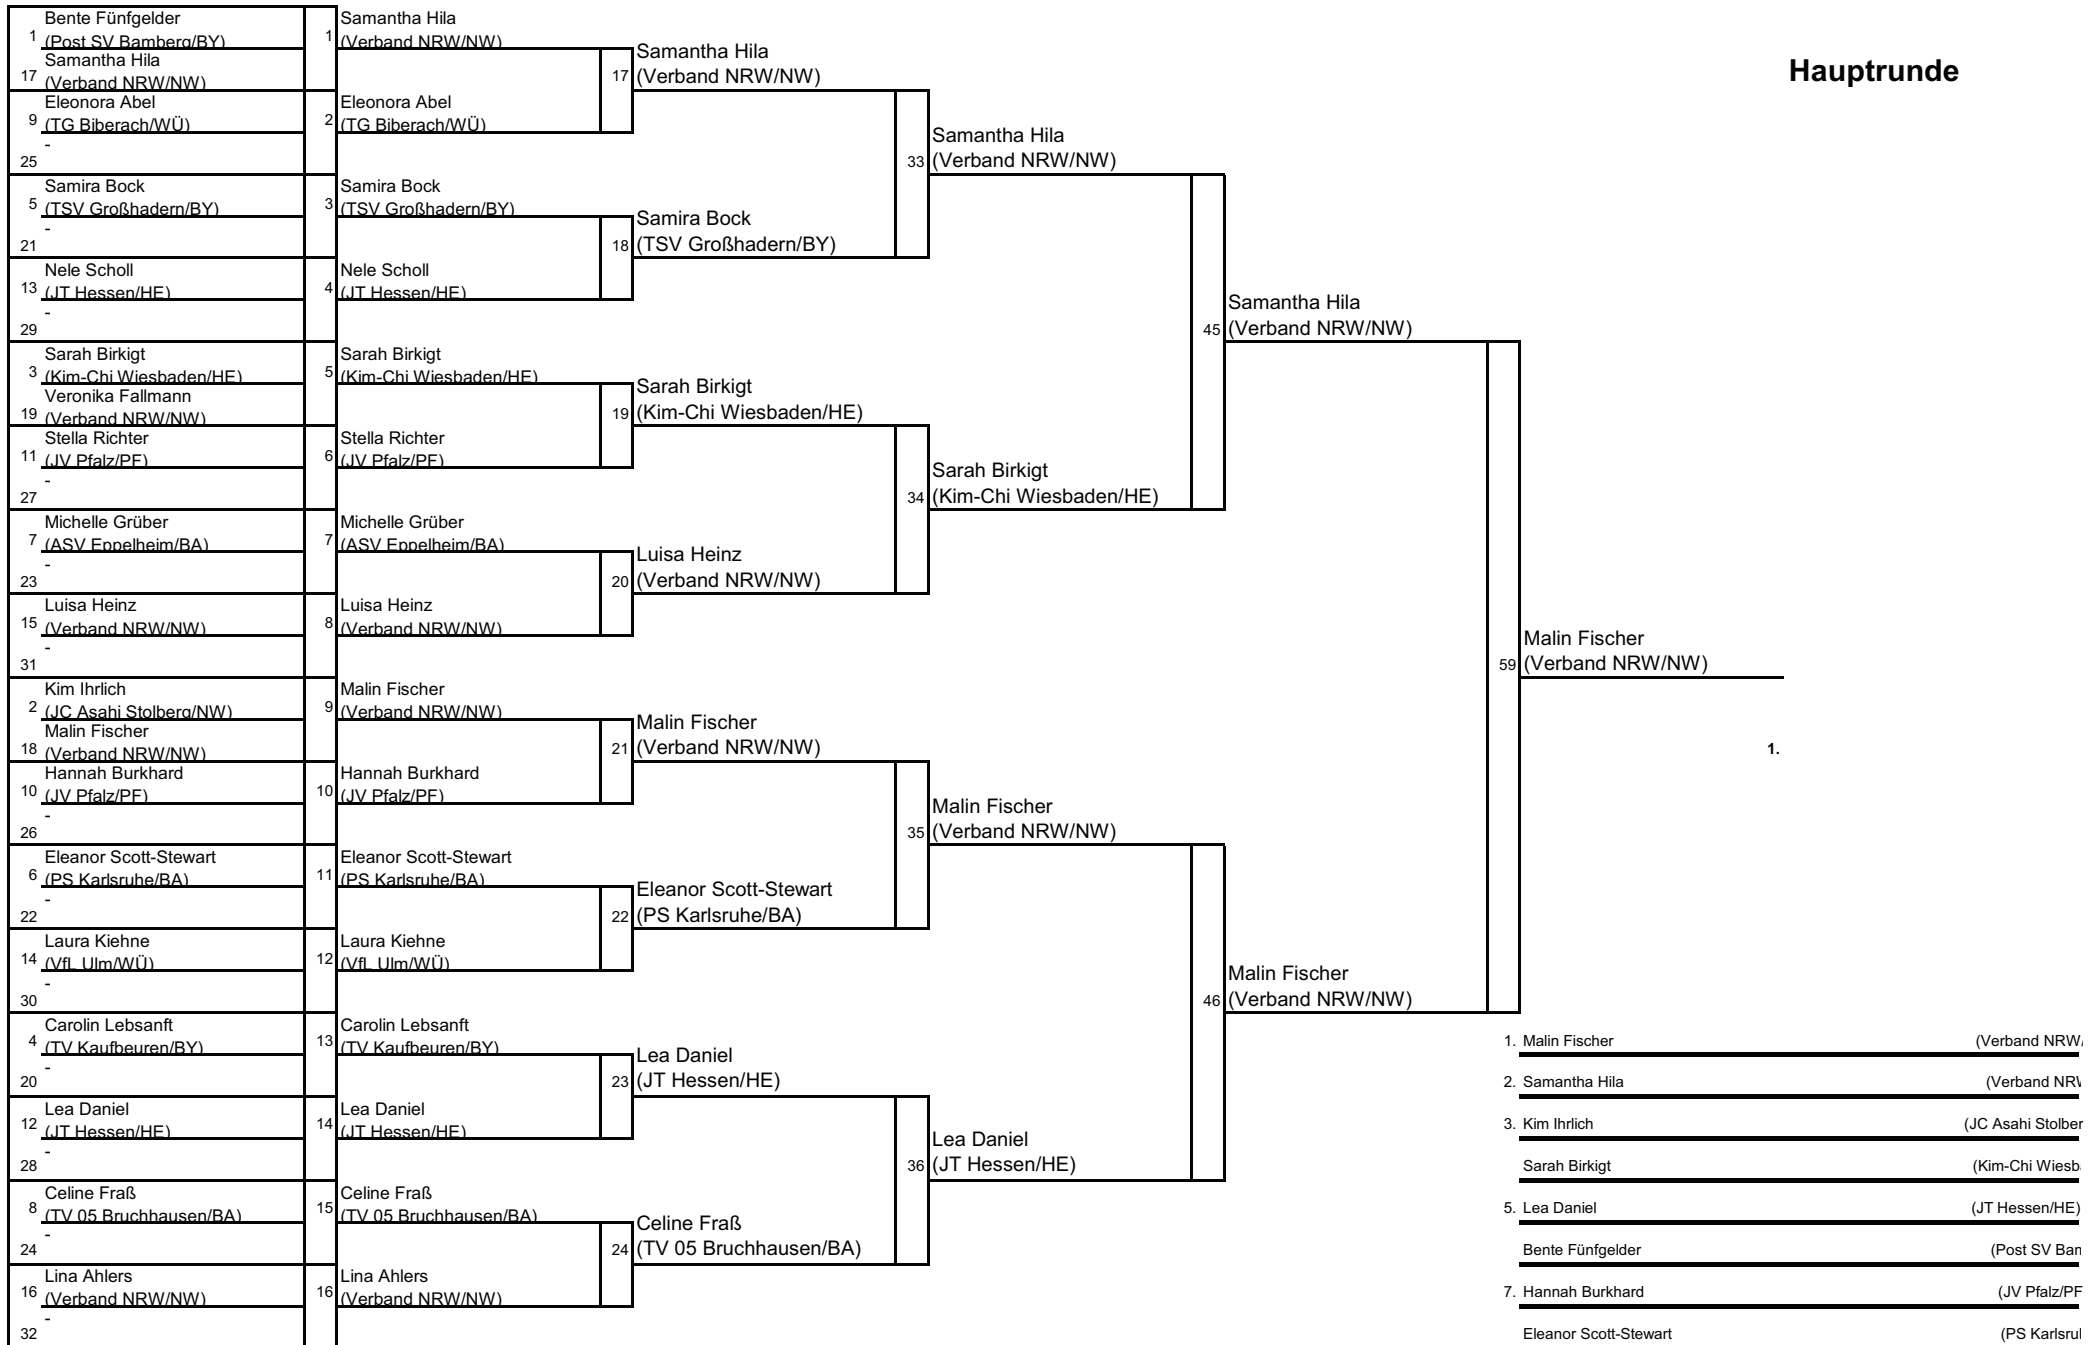 Hauptrunde
1 Bente Fünfgelder
(Post SV Bamberg/BY)
17 Samantha Hila
(Verband NRW/NW)
9 Eleonora Abel
(TG Biberach/WÜ)
25 -
5 Samira Bock
(TSV Großhadern/BY)
21 -
13 Nele Scholl
(JT Hessen/HE)
29 -
3 Sarah Birkigt
(Kim-Chi Wiesbaden/HE)
19 Veronika Fallmann
(Verband NRW/NW)
11 Stella Richter
(JV Pfalz/PF)
27 -
7 Michelle Grüber
(ASV Eppelheim/BA)
23 -
15 Luisa Heinz
(Verband NRW/NW)
31 -
2 Kim Ihrlich
(JC Asahi Stolberg/NW)
18 Malin Fischer
(Verband NRW/NW)
10 Hannah Burkhard
(JV Pfalz/PF)
26 -
6 Eleanor Scott-Stewart
(PS Karlsruhe/BA)
22 -
14 Laura Kiehne
(VfL Ulm/WÜ)
30 -
4 Carolin Lebsanft
(TV Kaufbeuren/BY)
20 -
12 Lea Daniel
(JT Hessen/HE)
28 -
8 Celine Fraß
(TV 05 Bruchhausen/BA)
24 -
16 Lina Ahlers
(Verband NRW/NW)
32 -
1 Samantha Hila
(Verband NRW/NW)
2 Eleonora Abel
(TG Biberach/WÜ)
3 Samira Bock
(TSV Großhadern/BY)
4 Nele Scholl
(JT Hessen/HE)
5 Sarah Birkigt
(Kim-Chi Wiesbaden/HE)
6 Stella Richter
(JV Pfalz/PF)
7 Michelle Grüber
(ASV Eppelheim/BA)
8 Luisa Heinz
(Verband NRW/NW)
9 Malin Fischer
(Verband NRW/NW)
10 Hannah Burkhard
(JV Pfalz/PF)
11 Eleanor Scott-Stewart
(PS Karlsruhe/BA)
12 Laura Kiehne
(VfL Ulm/WÜ)
13 Carolin Lebsanft
(TV Kaufbeuren/BY)
14 Lea Daniel
(JT Hessen/HE)
15 Celine Fraß
(TV 05 Bruchhausen/BA)
16 Lina Ahlers
(Verband NRW/NW)
Samantha Hila
17 (Verband NRW/NW)
Samira Bock
18 (TSV Großhadern/BY)
Sarah Birkigt
19 (Kim-Chi Wiesbaden/HE)
Luisa Heinz
20 (Verband NRW/NW)
Malin Fischer
21 (Verband NRW/NW)
Eleanor Scott-Stewart
22 (PS Karlsruhe/BA)
Lea Daniel
23 (JT Hessen/HE)
Celine Fraß
24 (TV 05 Bruchhausen/BA)
Samantha Hila
33 (Verband NRW/NW)
Sarah Birkigt
34 (Kim-Chi Wiesbaden/HE)
Malin Fischer
35 (Verband NRW/NW)
Lea Daniel
36 (JT Hessen/HE)
Samantha Hila
45 (Verband NRW/NW)
Malin Fischer
46 (Verband NRW/NW)
Malin Fischer
59 (Verband NRW/NW)
1.
1. Malin Fischer (Verband NRW/
2. Samantha Hila (Verband NRW
3. Kim Ihrlich (JC Asahi Stolber
Sarah Birkigt (Kim-Chi Wiesba
5. Lea Daniel (JT Hessen/HE)
Bente Fünfgelder (Post SV Bam
7. Hannah Burkhard (JV Pfalz/PF
Eleanor Scott-Stewart (PS Karlsruh